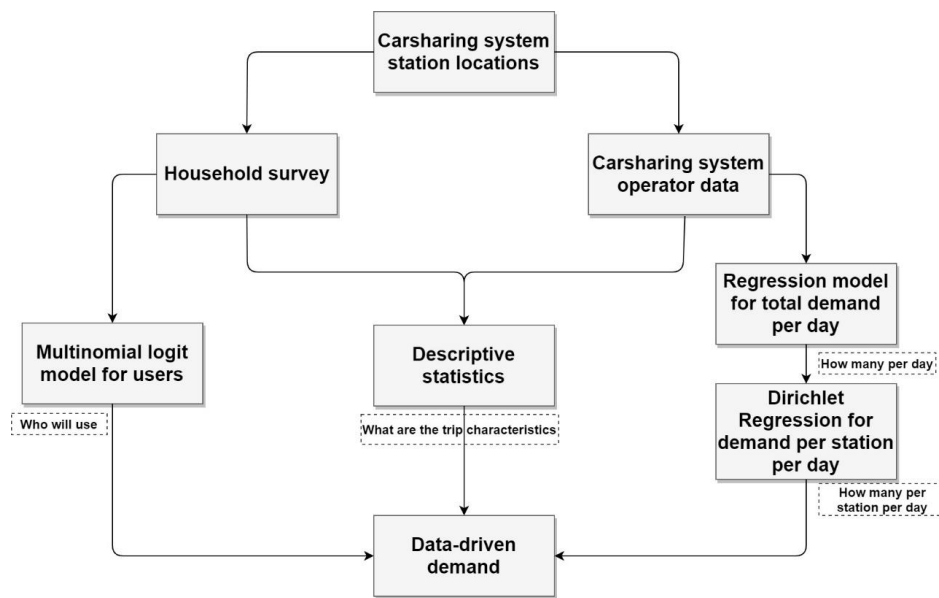 Carsharing system
station locations
Household survey
Carsharing system
operator data
Regression model
for total demand
per day
How many per day
Multinomial logit
model for users
Who will use
Descriptive
statistics
What are the trip characteristics
Dirichlet
Regression for
demand per station
per day
How many per
station per day
Data-driven
demand